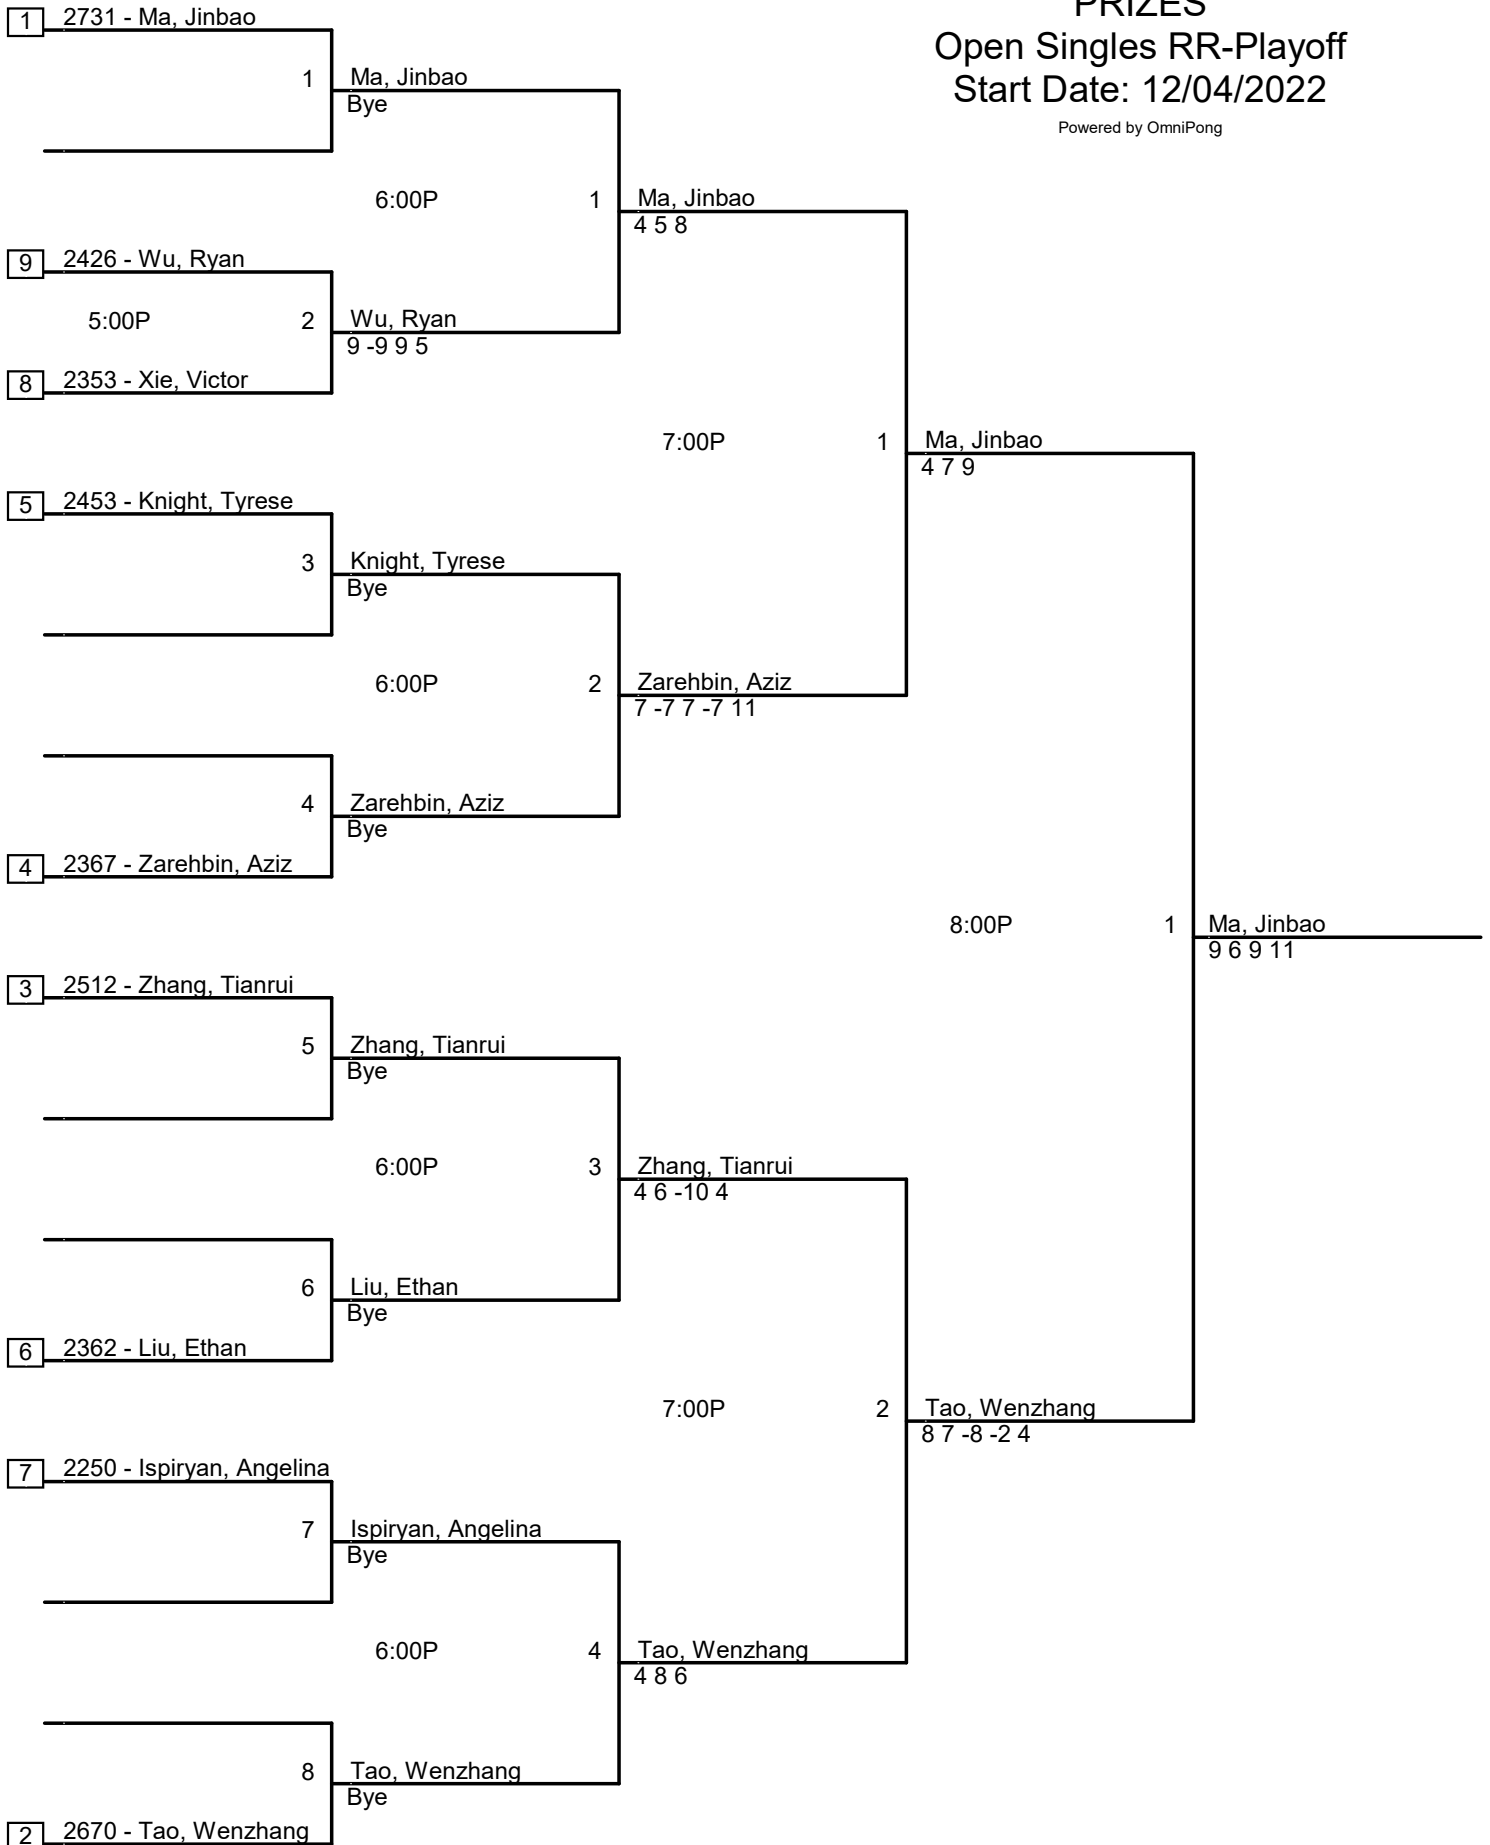 PRIZES
Open Singles RR-Playoff
Start Date: 12/04/2022
Powered by OmniPong
1 2731 - Ma, Jinbao
1 Ma, Jinbao
Bye
6:00P 1 Ma, Jinbao
4 5 8
9 2426 - Wu, Ryan
5:00P 2 Wu, Ryan
9 -9 9 5
8 2353 - Xie, Victor
7:00P 1 Ma, Jinbao
4 7 9
5 2453 - Knight, Tyrese
3 Knight, Tyrese
Bye
6:00P 2 Zarehbin, Aziz
7 -7 7 -7 11
4 Zarehbin, Aziz
Bye
4 2367 - Zarehbin, Aziz
8:00P 1 Ma, Jinbao
9 6 9 11
3 2512 - Zhang, Tianrui
5 Zhang, Tianrui
Bye
6:00P 3 Zhang, Tianrui
4 6 -10 4
6 Liu, Ethan
Bye
6 2362 - Liu, Ethan
7:00P 2 Tao, Wenzhang
8 7 -8 -2 4
7 2250 - Ispiryan, Angelina
7 Ispiryan, Angelina
Bye
6:00P 4 Tao, Wenzhang
4 8 6
8 Tao, Wenzhang
Bye
2 2670 - Tao, Wenzhang